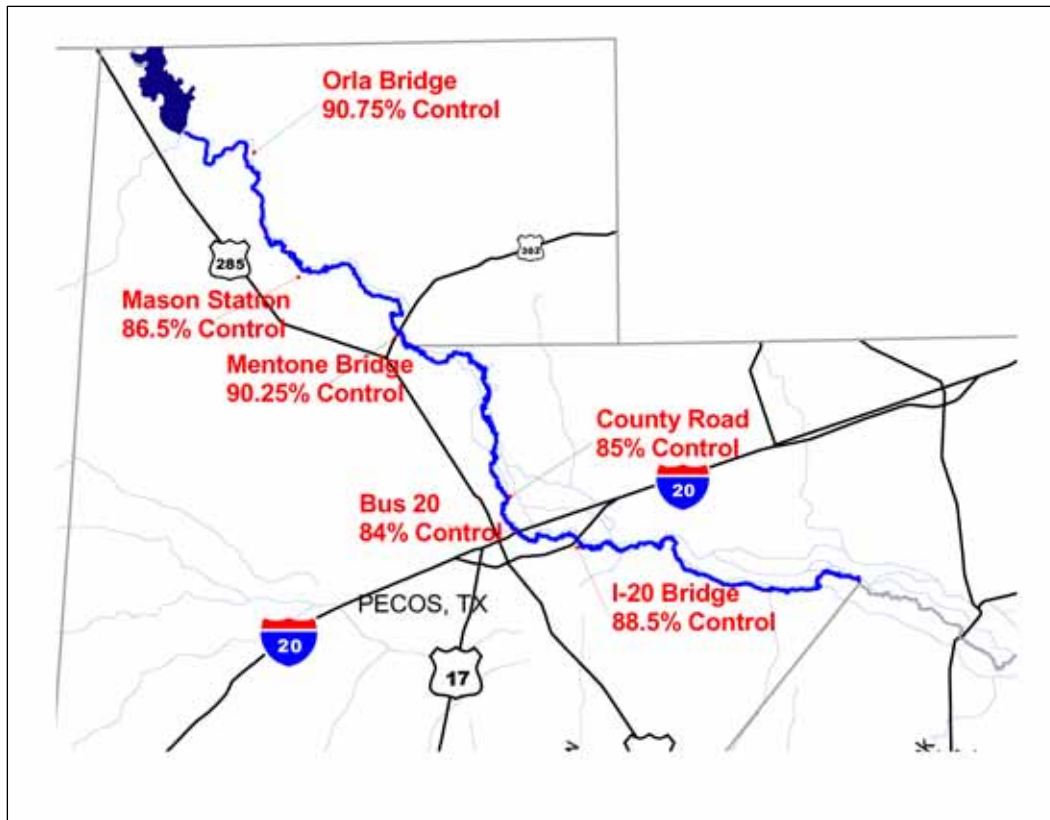 Orla Bridge
90.75% Control
302
285
Mason Station
86.5% Control
Mentone Bridge
90.25% Control
County Road
85% Control
20
Bus 20
84% Control
I-20 Bridge
88.5% Control
PECOS, TX
20
17